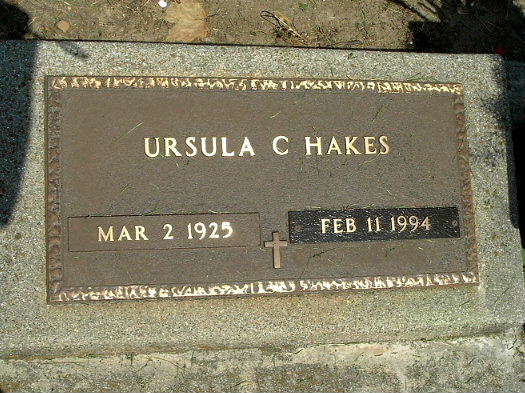 URSULA C HAKES
MAR 2 1925
FEB 11 1994